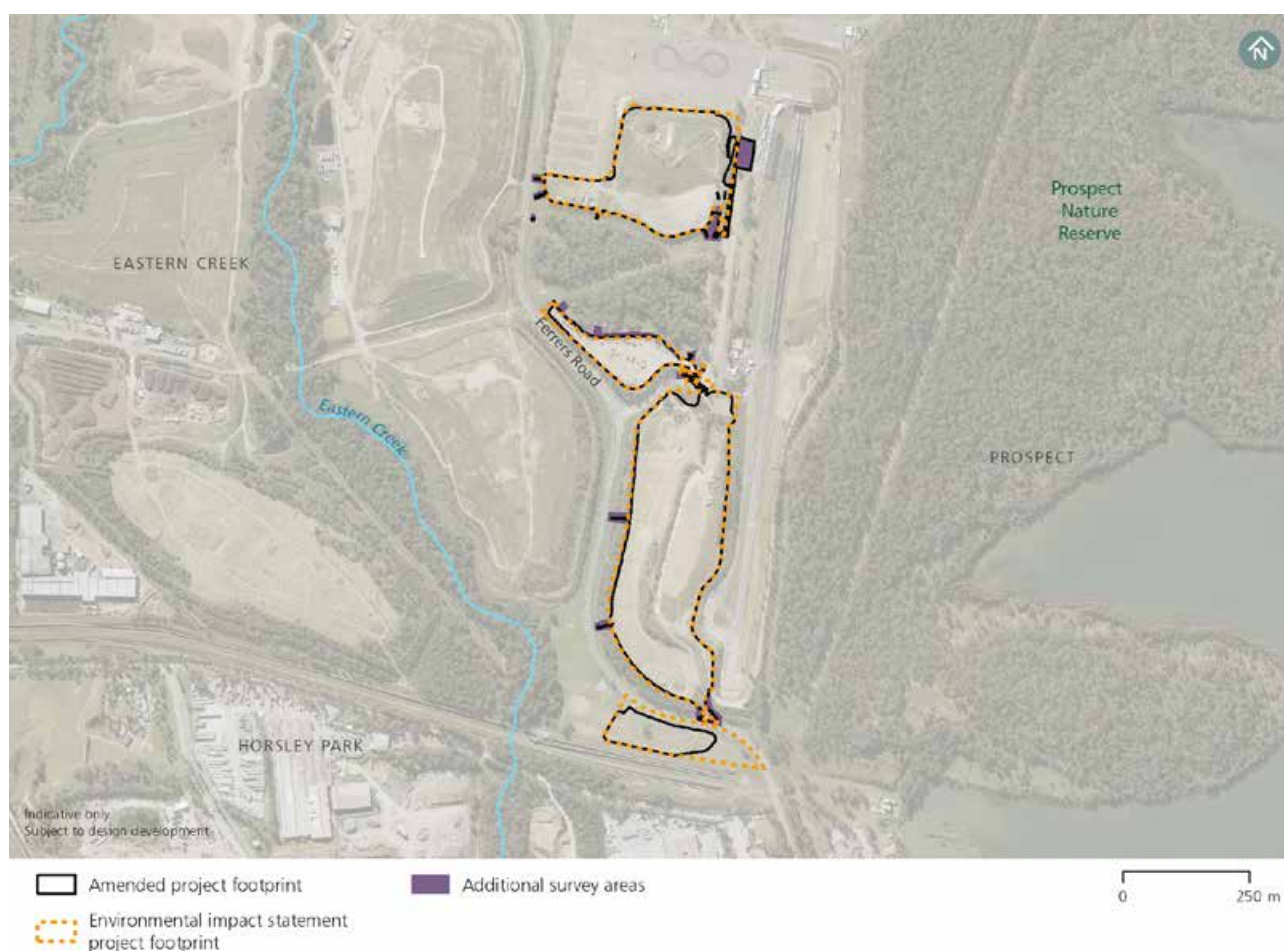 N
Prospect
Nature
Reserve
EASTERN CREEK
Ferrers Road
Eastern Creek
PROSPECT
HORSLEY PARK
Indicative only
Subject to design development
Amended project footprint
Additional survey areas
Environmental impact statement
project footprint
0 250 m